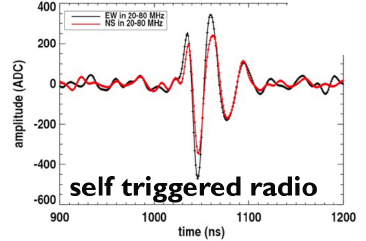 400
EW in 20-80 MHz
NS in 20-80 MHz
200
0
-200
-400
-600
amplitude (ADC)
self triggered radio
900 1000 1100 1200
time (ns)